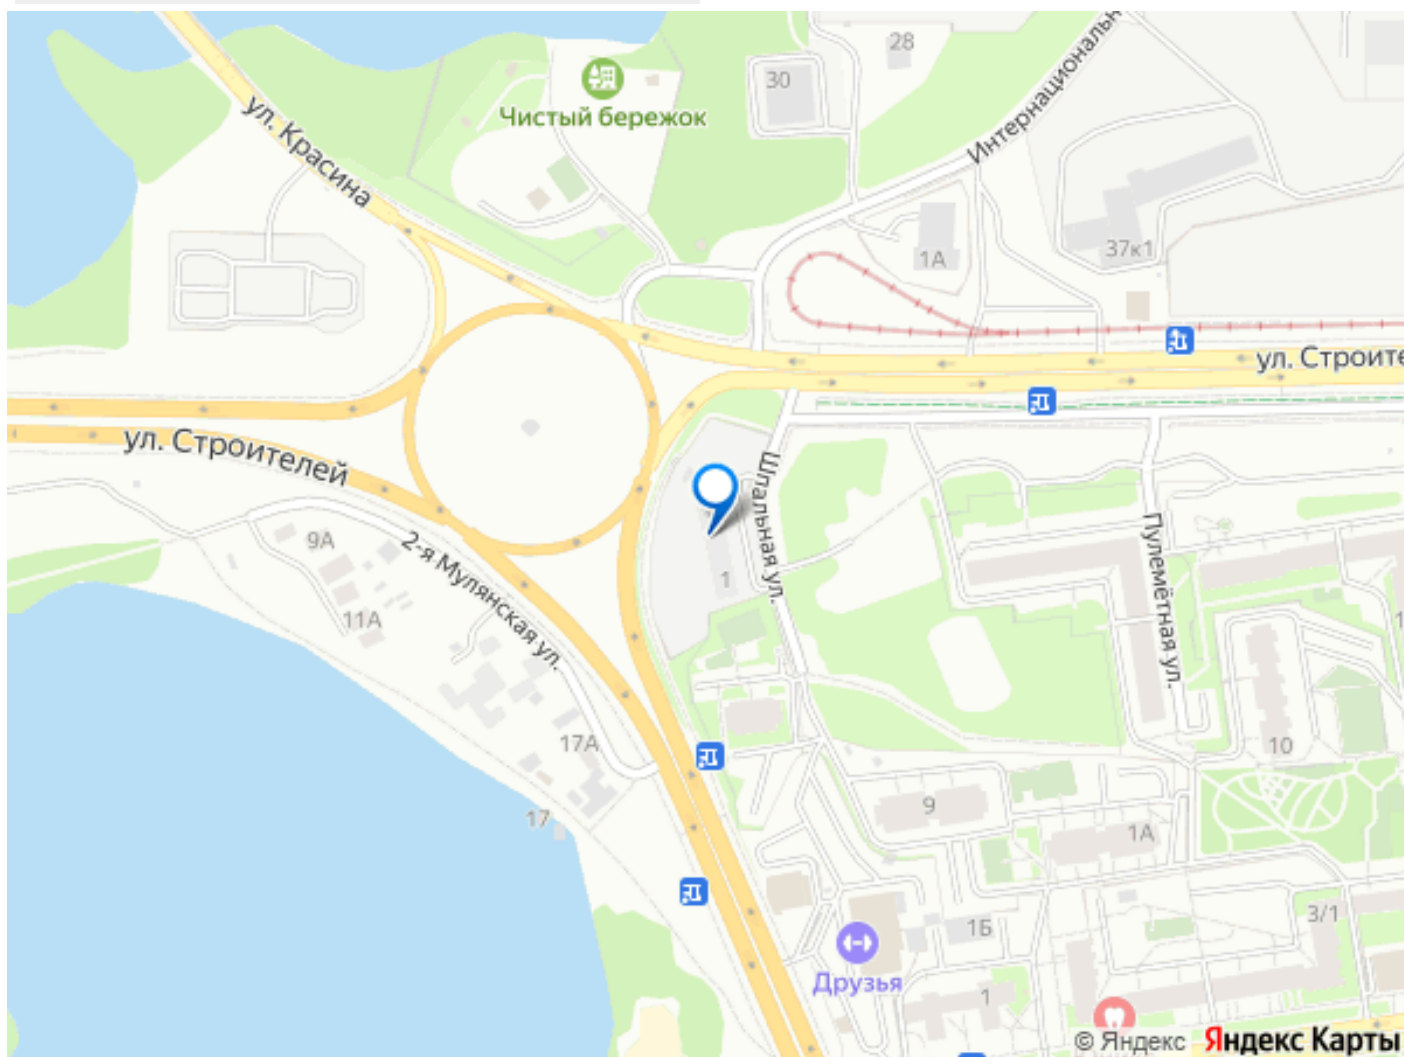 28
30
Чистый бережок
ул. Красина
Интернациональн
1А
37к1
ул. Строите
ул. Строителей
Шпальная ул.
Пулемётная ул.
9А
2-я Мулянская ул.
11А
1
17А
10
17
9
1А
3/1
1Б
Друзья
1
© Яндекс Яндекс Карты